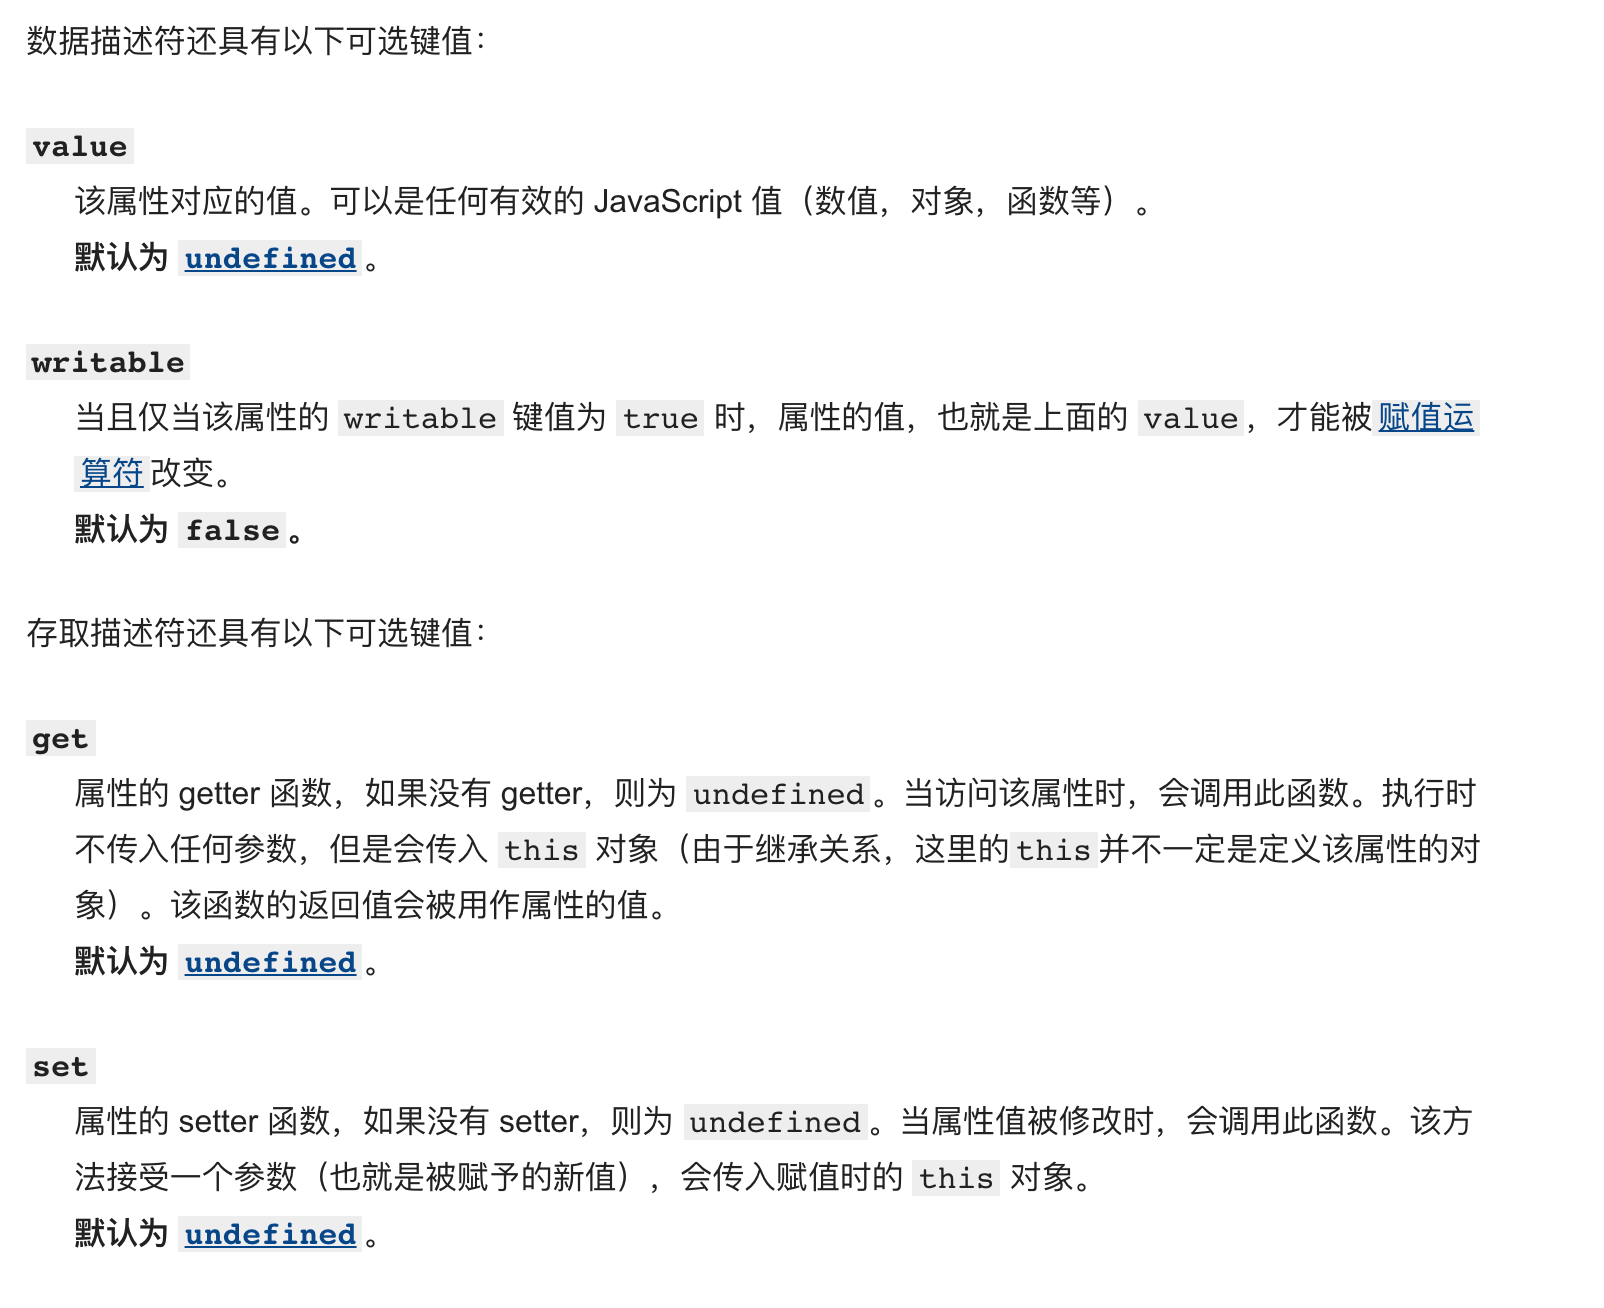 数据描述符还具有以下可选键值：
value
该属性对应的值。可以是任何有效的 JavaScript 值（数值，对象，函数等）。
默认为 undefined。
writable
当且仅当该属性的 writable 键值为 true 时，属性的值，也就是上面的 value，才能被赋值运
算符改变。
默认为 false。
存取描述符还具有以下可选键值：
get
属性的 getter 函数，如果没有 getter，则为 undefined。当访问该属性时，会调用此函数。执行时
不传入任何参数，但是会传入 this 对象（由于继承关系，这里的this并不一定是定义该属性的对
象）。该函数的返回值会被用作属性的值。
默认为 undefined。
set
属性的 setter 函数，如果没有 setter，则为 undefined。当属性值被修改时，会调用此函数。该方
法接受一个参数（也就是被赋予的新值），会传入赋值时的 this 对象。
默认为 undefined。